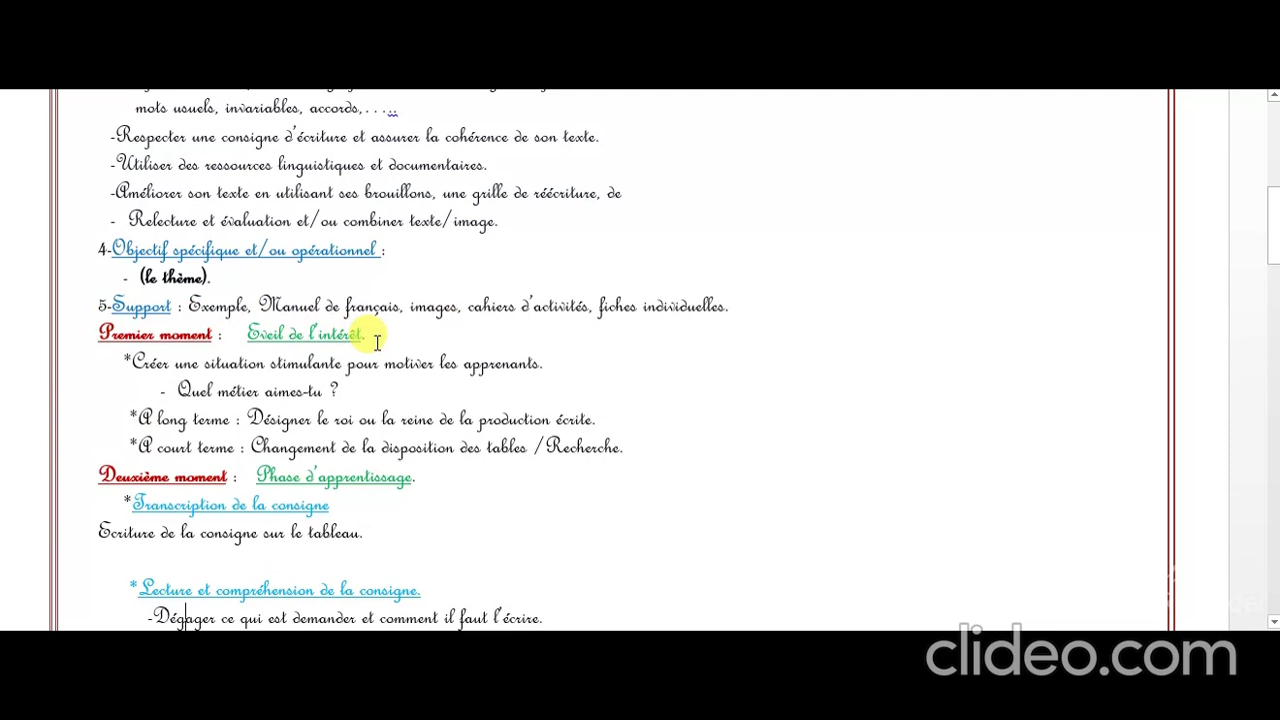 mots usuels, invariables, accords,.....
-Respecter une consigne d'écriture et assurer la cohérence de son texte.
-Utiliser des ressources linguistiques et documentaires.
-Améliorer son texte en utilisant ses brouillons, une grille de réécriture, de
- Relecture et évaluation et/ou combiner texte/image.
4-Objectif spécifique et/ou opérationnel :
- (le thème).
5-Support : Exemple, Manuel de français, images, cahiers d'activités, fiches individuelles.
Premier moment : Eveil de l'intérêt.
*Créer une situation stimulante pour motiver les apprenants.
- Quel métier aimes-tu ?
*A long terme : Désigner le roi ou la reine de la production écrite.
*A court terme : Changement de la disposition des tables /Recherche.
Deuxième moment : Phase d'apprentissage.
*Transcription de la consigne
Ecriture de la consigne sur le tableau.
*Lecture et compréhension de la consigne.
-Dégager ce qui est demander et comment il faut l'écrire.
clideo.com